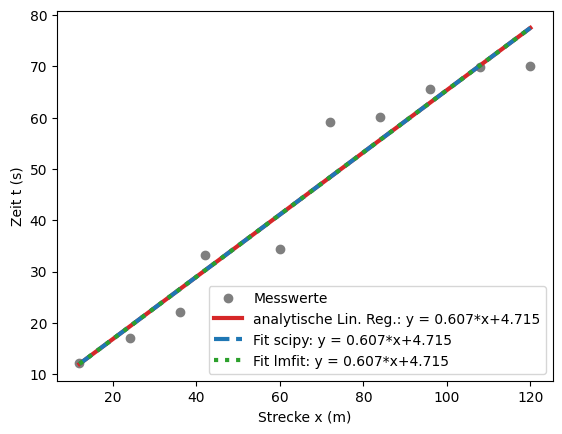 80
70
60
50
40
30
20
10
Zeit t (s)
Messwerte
analytische Lin. Reg.: y = 0.607*x+4.715
Fit scipy: y = 0.607*x+4.715
Fit lmfit: y = 0.607*x+4.715
20 40 60 80 100 120
Strecke x (m)